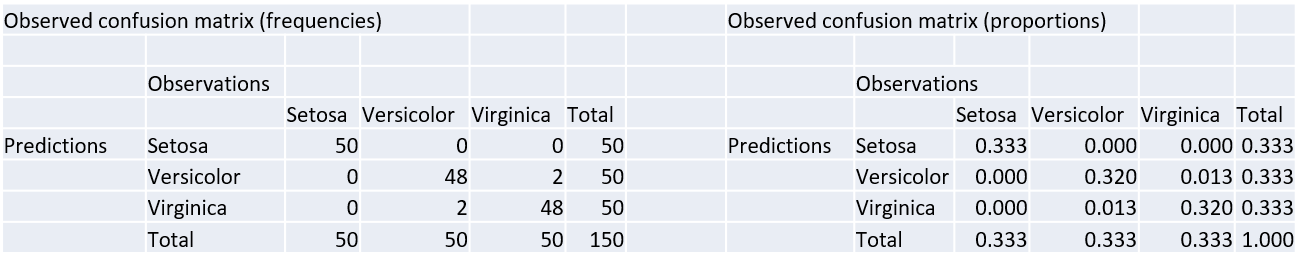 Observed confusion matrix (frequencies) Observed confusion matrix (proportions)
Observations Observations
Setosa Versicolor Virginica Total Setosa Versicolor Virginica Total
Predictions Setosa 50 0 0 50 Predictions Setosa 0.333 0.000 0.000 0.333
Versicolor 0 48 2 50 Versicolor 0.000 0.320 0.013 0.333
Virginica 0 2 48 50 Virginica 0.000 0.013 0.320 0.333
Total 50 50 50 150 Total 0.333 0.333 0.333 1.000